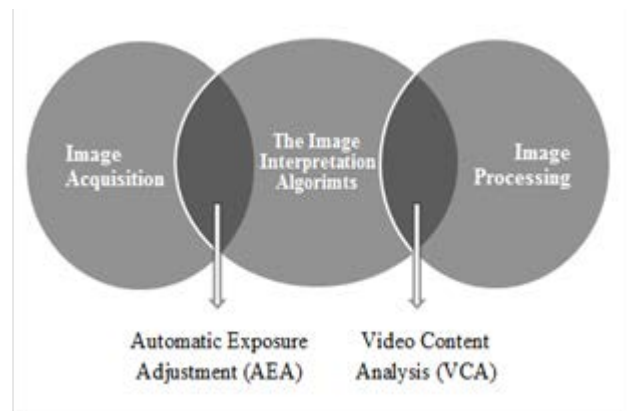 Image
Acquisition
The Image
Interpretation
Algorimts
Image
Processing
Automatic Exposure
Adjustment (AEA)
Video Content
Analysis (VCA)